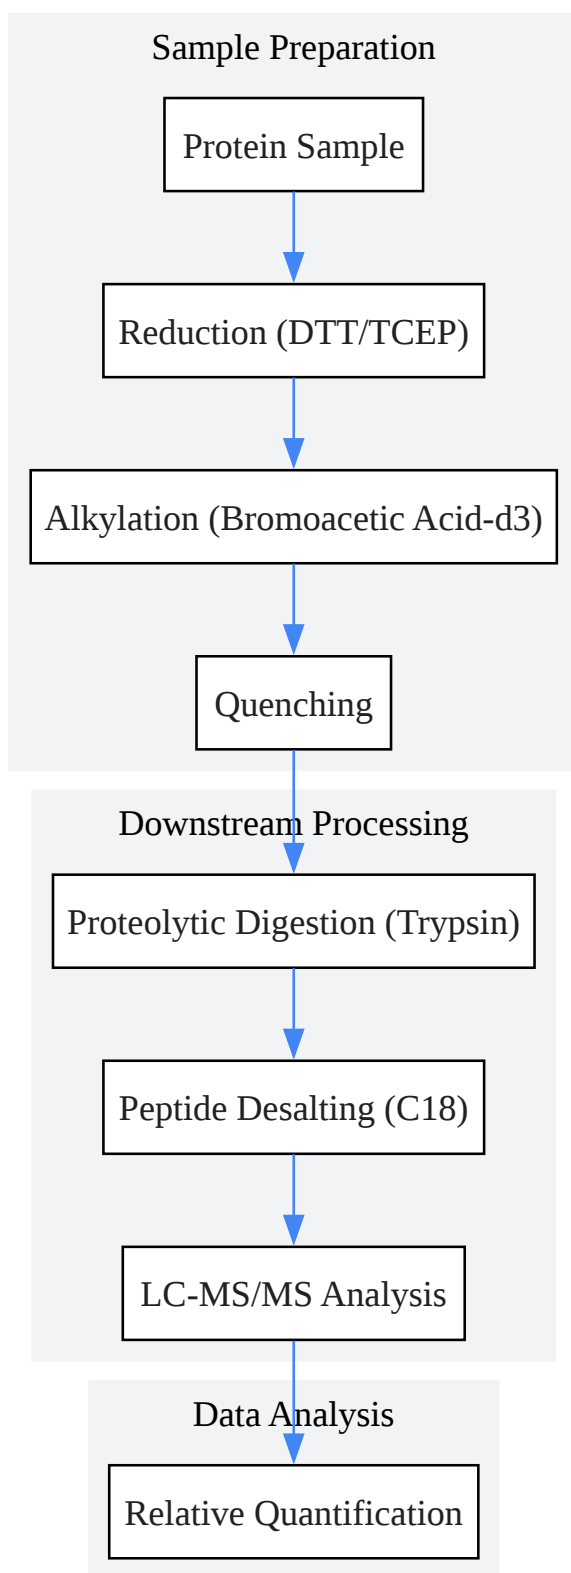 Sample Preparation
Protein Sample
Reduction (DTT/TCEP)
Alkylation (Bromoacetic Acid-d3)
Quenching
Downstream Processing
Proteolytic Digestion (Trypsin)
Peptide Desalting (C18)
LC-MS/MS Analysis
Data Analysis
Relative Quantification